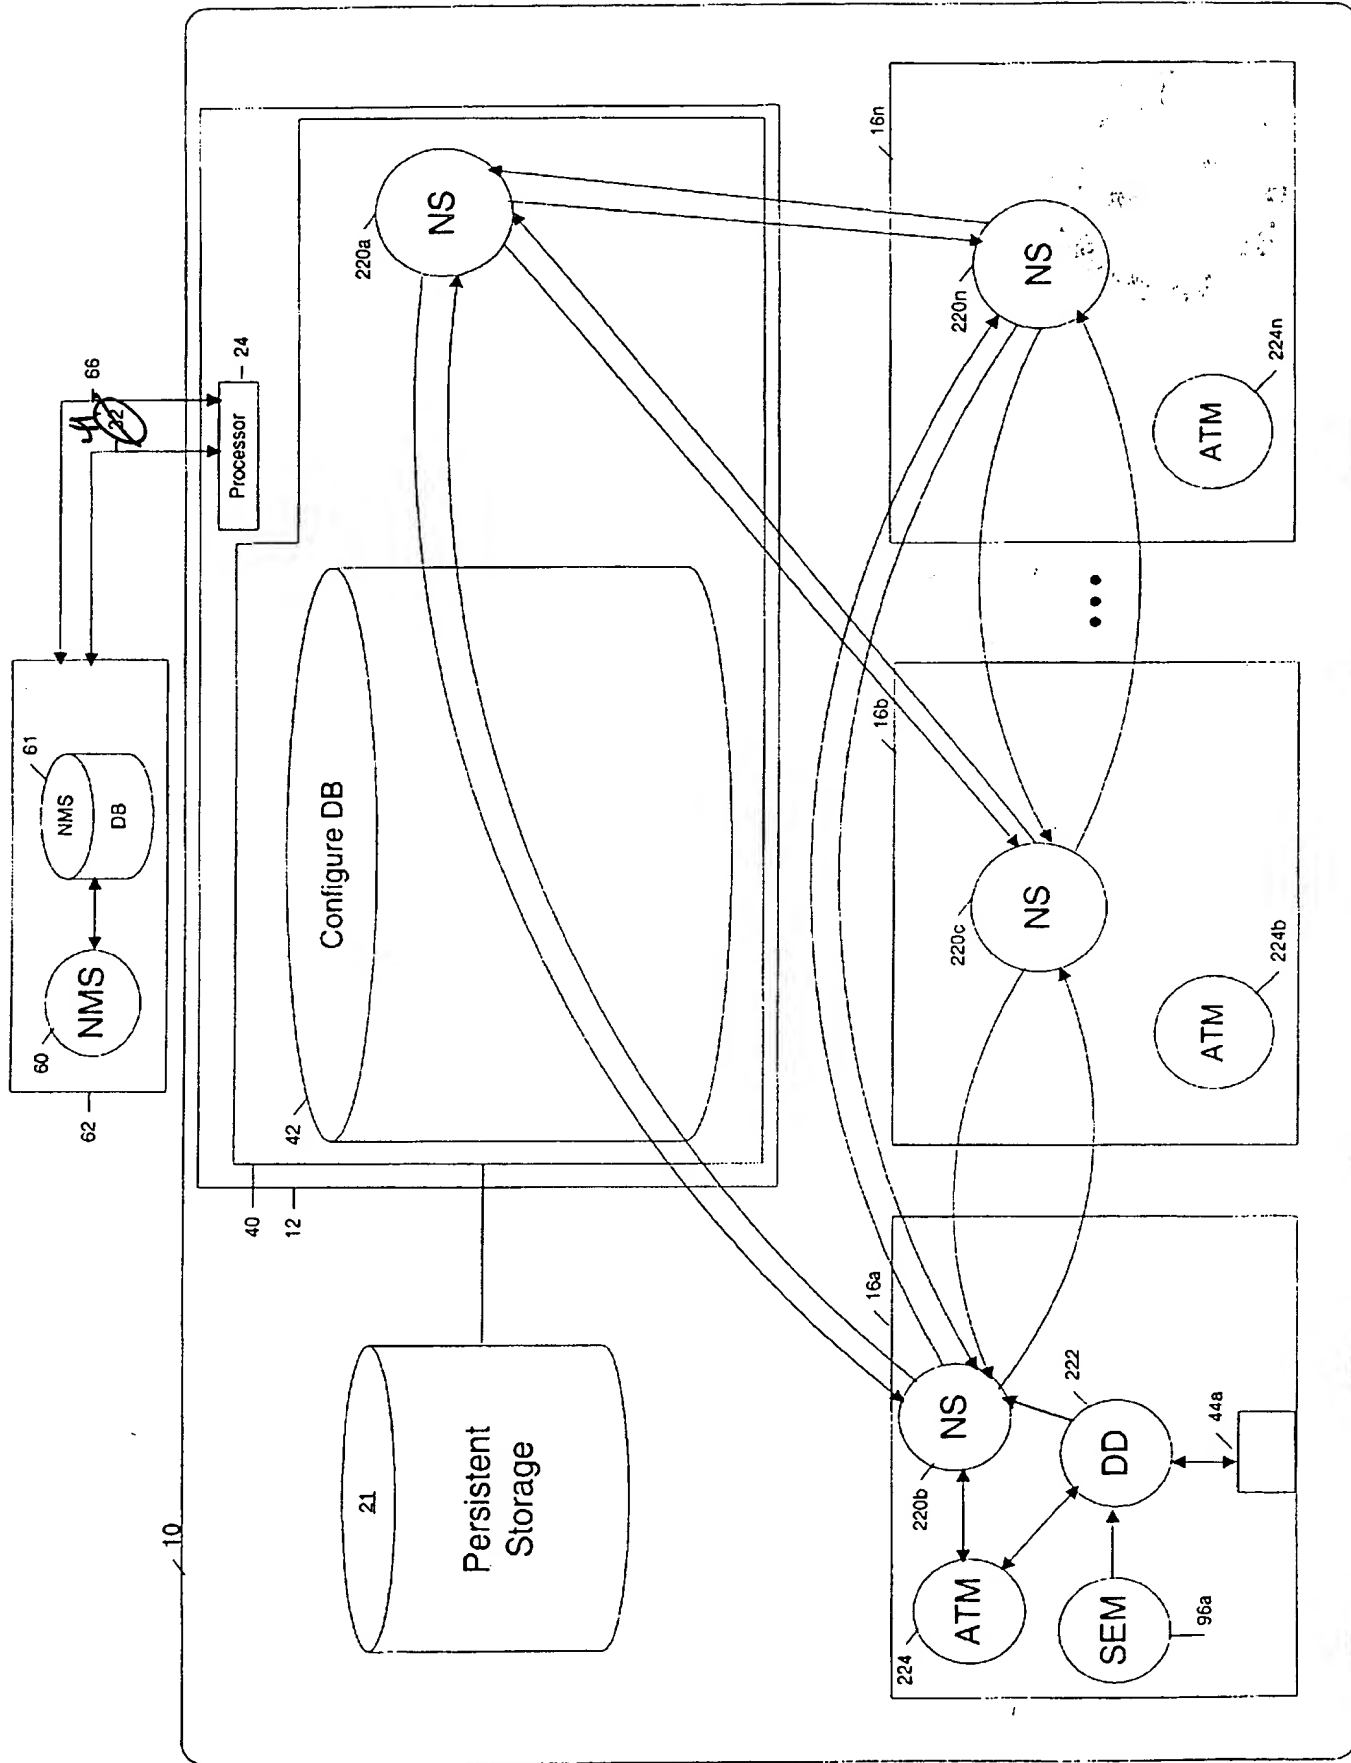 62
60
NMS
61
NMS
DB
66
32
41
10
Processor
24
21
Persistent
Storage
40
12
42
Configure DB
220a
NS
16a
220b
NS
222
DD
44a
224
ATM
SEM
96a
16b
220c
NS
ATM
224b
16n
220n
NS
ATM
224n